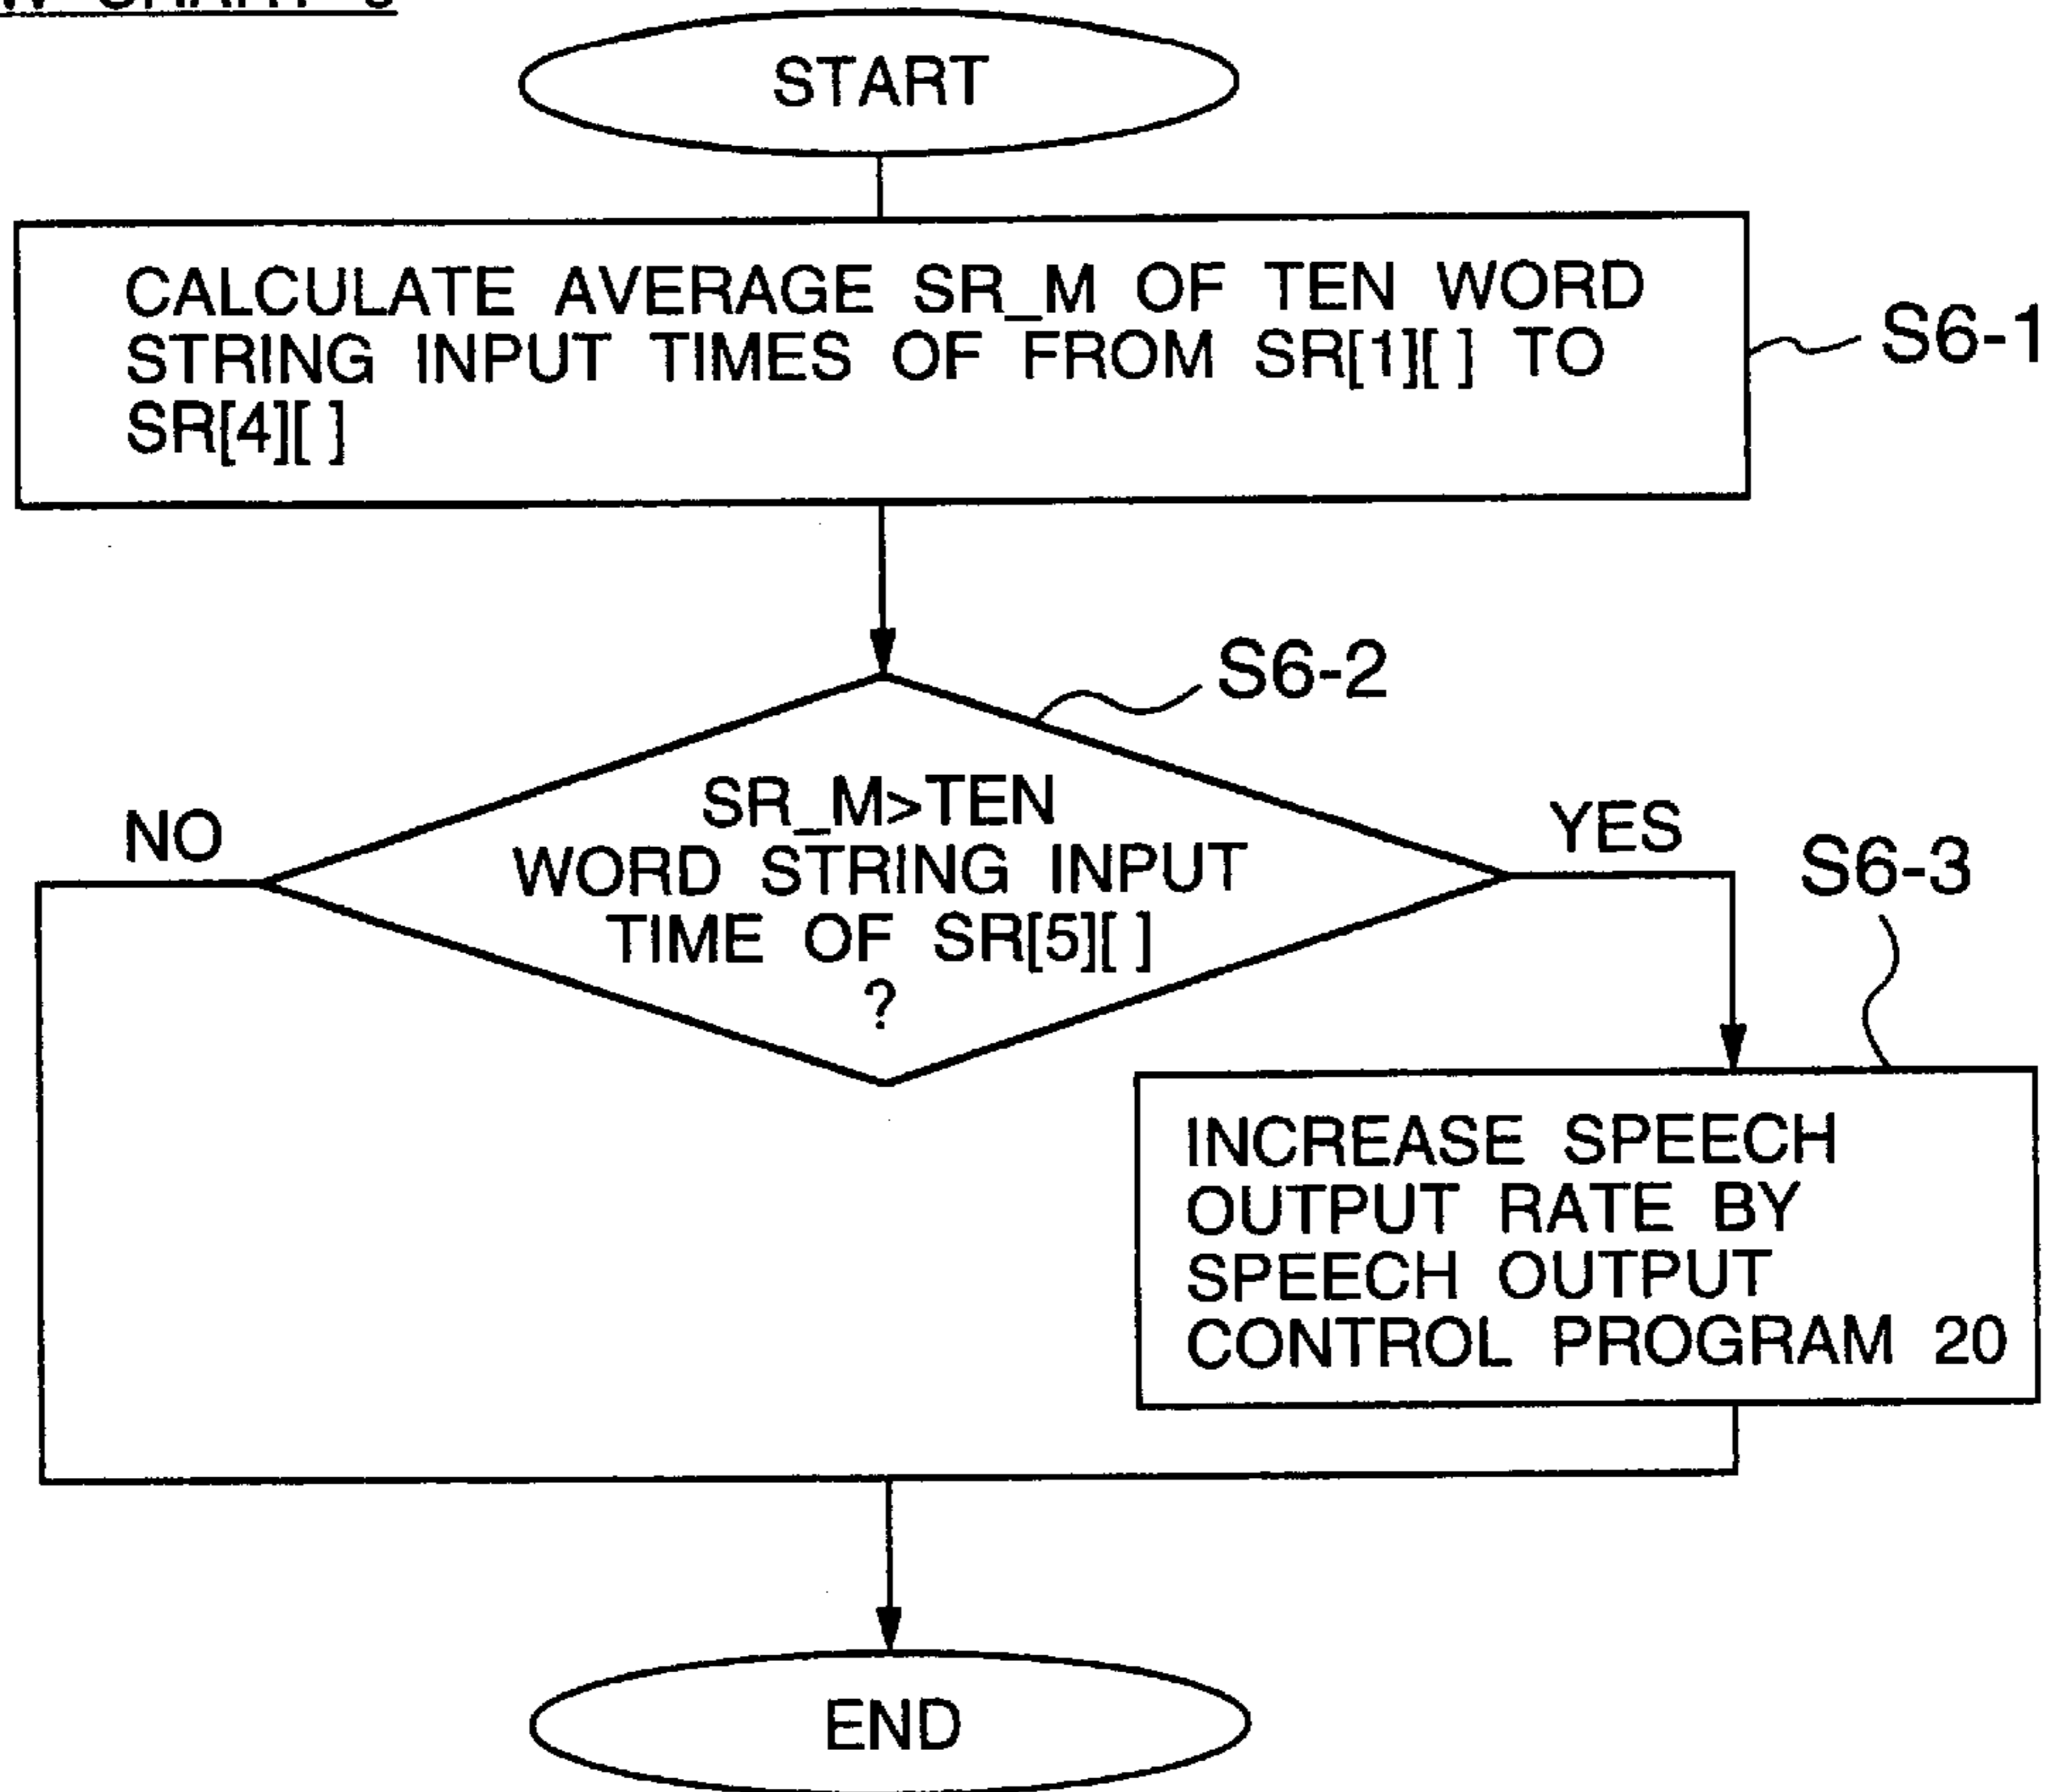 START
CALCULATE AVERAGE SR_M OF TEN WORD
STRING INPUT TIMES OF FROM SR[1][ ] TO
SR[4][ ]
S6-1
S6-2
SR_M>TEN
WORD STRING INPUT
TIME OF SR[5][ ]
?
NO
YES
S6-3
INCREASE SPEECH
OUTPUT RATE BY
SPEECH OUTPUT
CONTROL PROGRAM 20
END